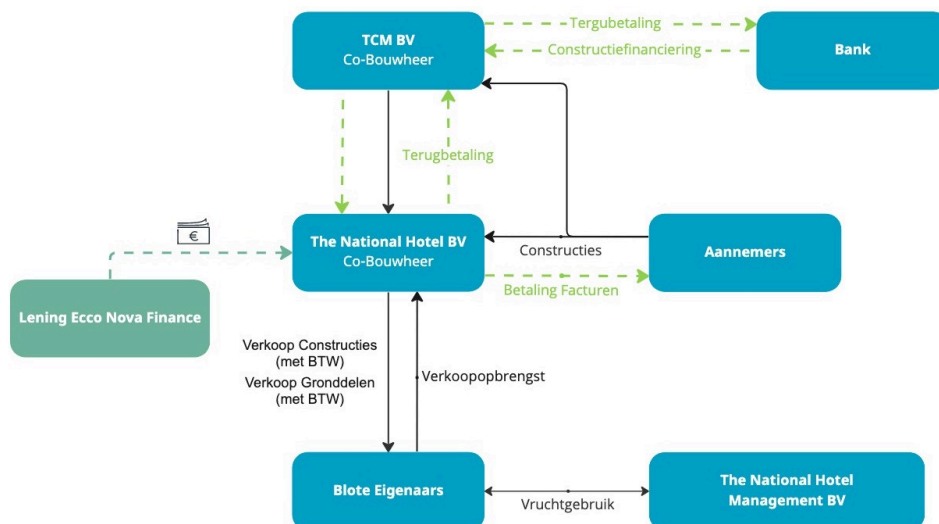 TCM BV
Co-Bouwheer
Tergubetaling
Constructiefinanciering
Bank
Terugbetaling
The National Hotel BV
Co-Bouwheer
Constructies
Betaling Facturen
Aannemers
€
Lening Ecco Nova Finance
Verkoop Constructies
(met BTW)
Verkoop Gronddelen
(met BTW)
Verkoopopbrengst
Blote Eigenaars
Vruchtgebruik
The National Hotel
Management BV